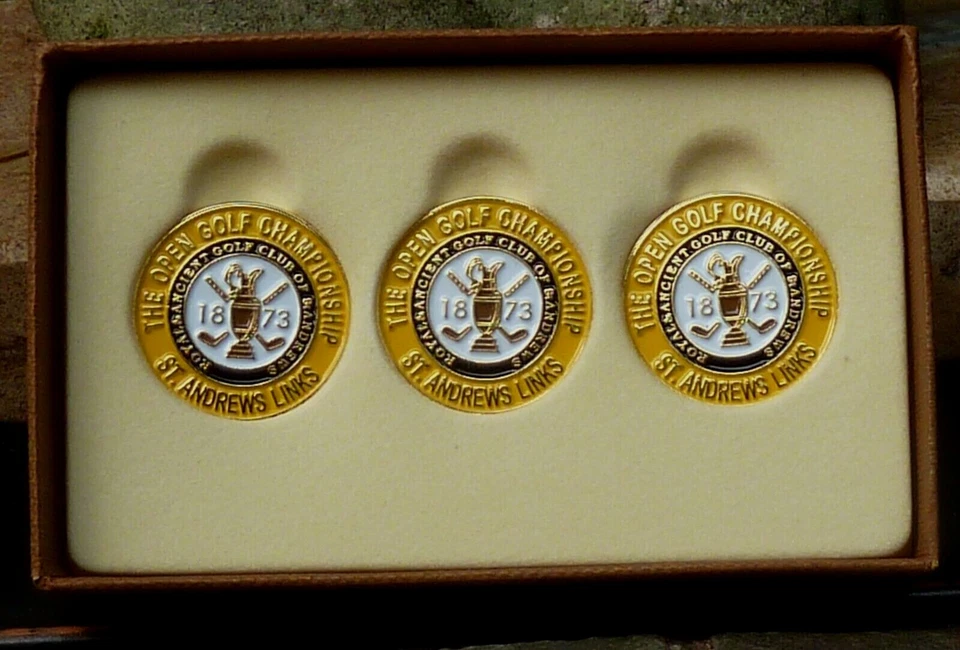 THE OPEN GOLF CHAMPIONSHIP
ROYAL & ANCIENT GOLF CLUB OF ST ANDREWS
18 73
ST. ANDREWS LINKS
THE OPEN GOLF CHAMPIONSHIP
ROYAL & ANCIENT GOLF CLUB OF ST ANDREWS
18 73
ST. ANDREWS LINKS
THE OPEN GOLF CHAMPIONSHIP
ROYAL & ANCIENT GOLF CLUB OF ST ANDREWS
18 73
ST. ANDREWS LINKS